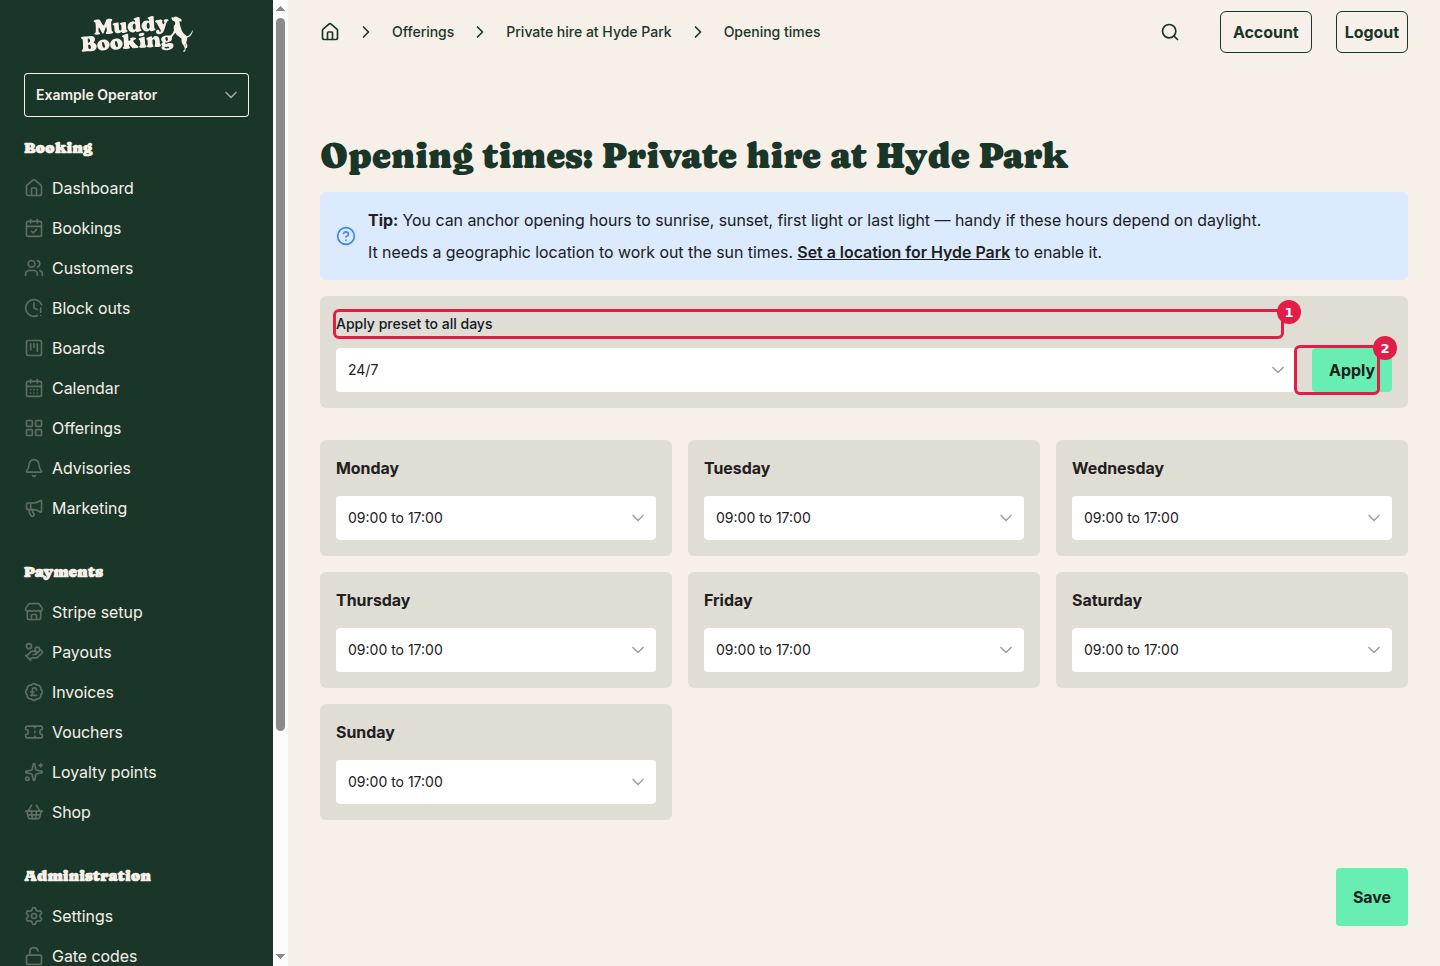 Muddy
Booking
Example Operator
Booking
Dashboard
Bookings
Customers
Block outs
Boards
Calendar
Offerings
Advisories
Marketing
Payments
Stripe setup
Payouts
Invoices
Vouchers
Loyalty points
Shop
Administration
Settings
Gate codes
Offerings
Private hire at Hyde Park
Opening times
Account
Logout
Opening times: Private hire at Hyde Park
Tip: You can anchor opening hours to sunrise, sunset, first light or last light — handy if these hours depend on daylight.
It needs a geographic location to work out the sun times. Set a location for Hyde Park to enable it.
Apply preset to all days
1
24/7
Apply
2
Monday
09:00 to 17:00
Tuesday
09:00 to 17:00
Wednesday
09:00 to 17:00
Thursday
09:00 to 17:00
Friday
09:00 to 17:00
Saturday
09:00 to 17:00
Sunday
09:00 to 17:00
Save